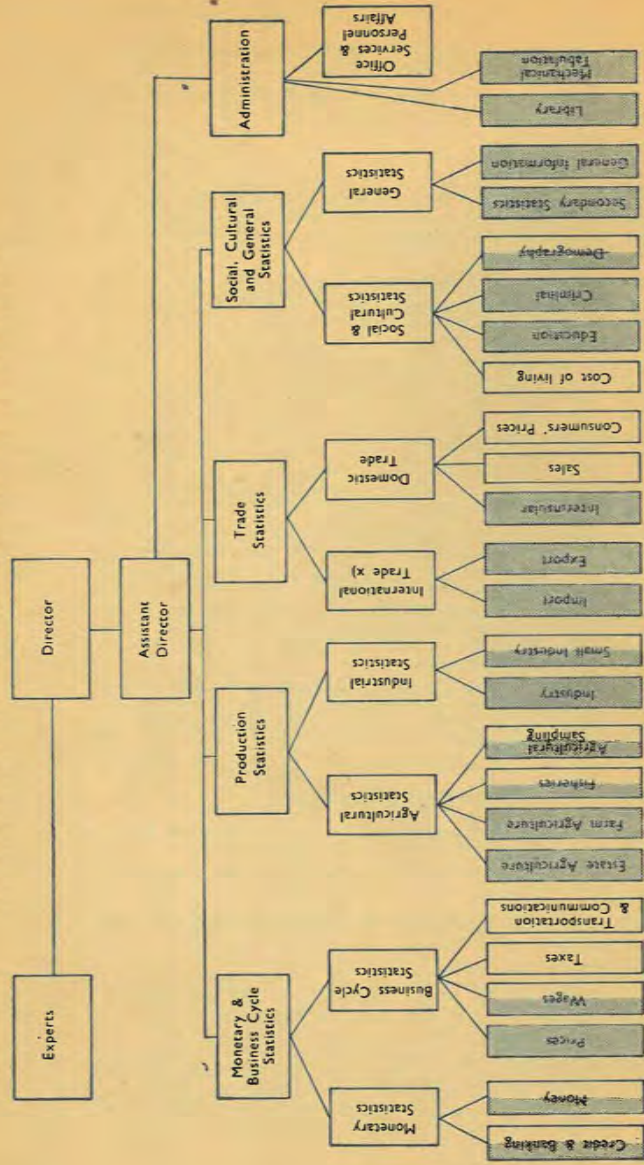 Experts
Director
Assistant
Director
Monetary &
Business Cycle
Statistics
Production
Statistics
Trade
Statistics
Social, Cultural
and General
Statistics
Administration
Monetary
Statistics
Business Cycle
Statistics
Agricultural
Statistics
Industrial
Statistics
International
Trade x)
Domestic
Trade
Social &
Cultural
Statistics
General
Statistics
Office
Services &
Personnel
Affairs
Credit & Banking
Money
Prices
Wages
Taxes
Transportation
& Communications
Estate Agriculture
Farm Agriculture
Fisheries
Agricultural
Sampling
Industry
Small Industry
Import
Export
Interinsular
Sales
Consumers' Prices
Cost of living
Education
Criminal
Demography
Secondary Statistics
General Information
Library
Mechanical
Tabulation